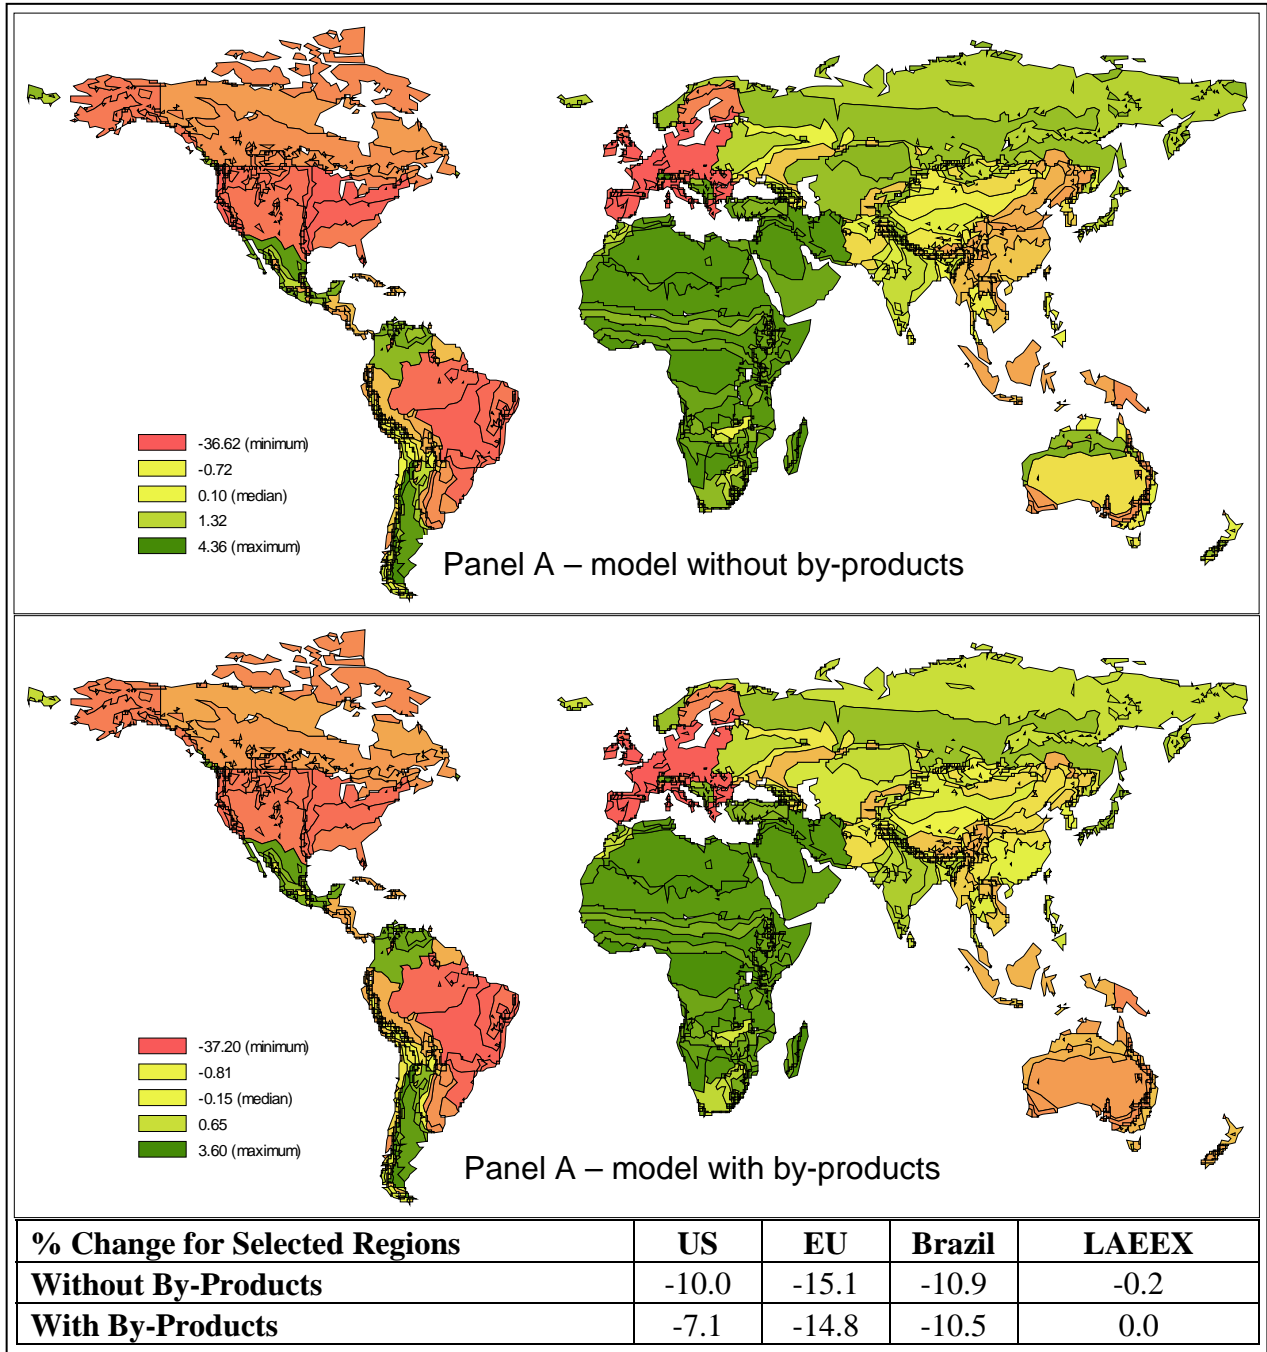 -36.62 (minimum)
-0.72
0.10 (median)
1.32
4.36 (maximum)
Panel A – model without by-products
-37.20 (minimum)
-0.81
-0.15 (median)
0.65
3.60 (maximum)
Panel A – model with by-products
% Change for Selected Regions US EU Brazil LAEEX
Without By-Products -10.0 -15.1 -10.9 -0.2
With By-Products -7.1 -14.8 -10.5 0.0